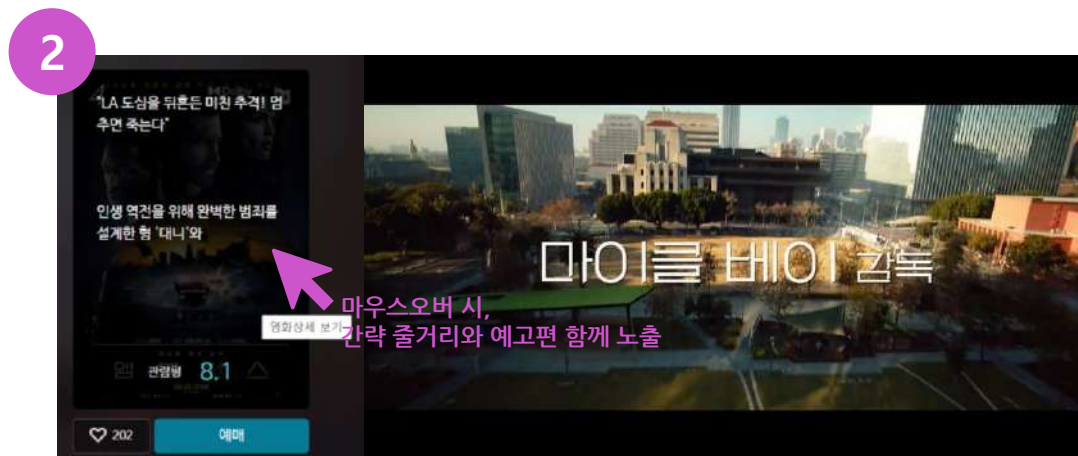 2
"LA 도심을 뒤흔든 미친 추격! 멈
추면 죽는다"
인생 역전을 위해 완벽한 범죄를
설계한 형 '대니'와
마이클 베이 감독
마우스오버 시,
영화상세 보기
간략 줄거리와 예고편 함께 노출
관람평 8.1
202
예매